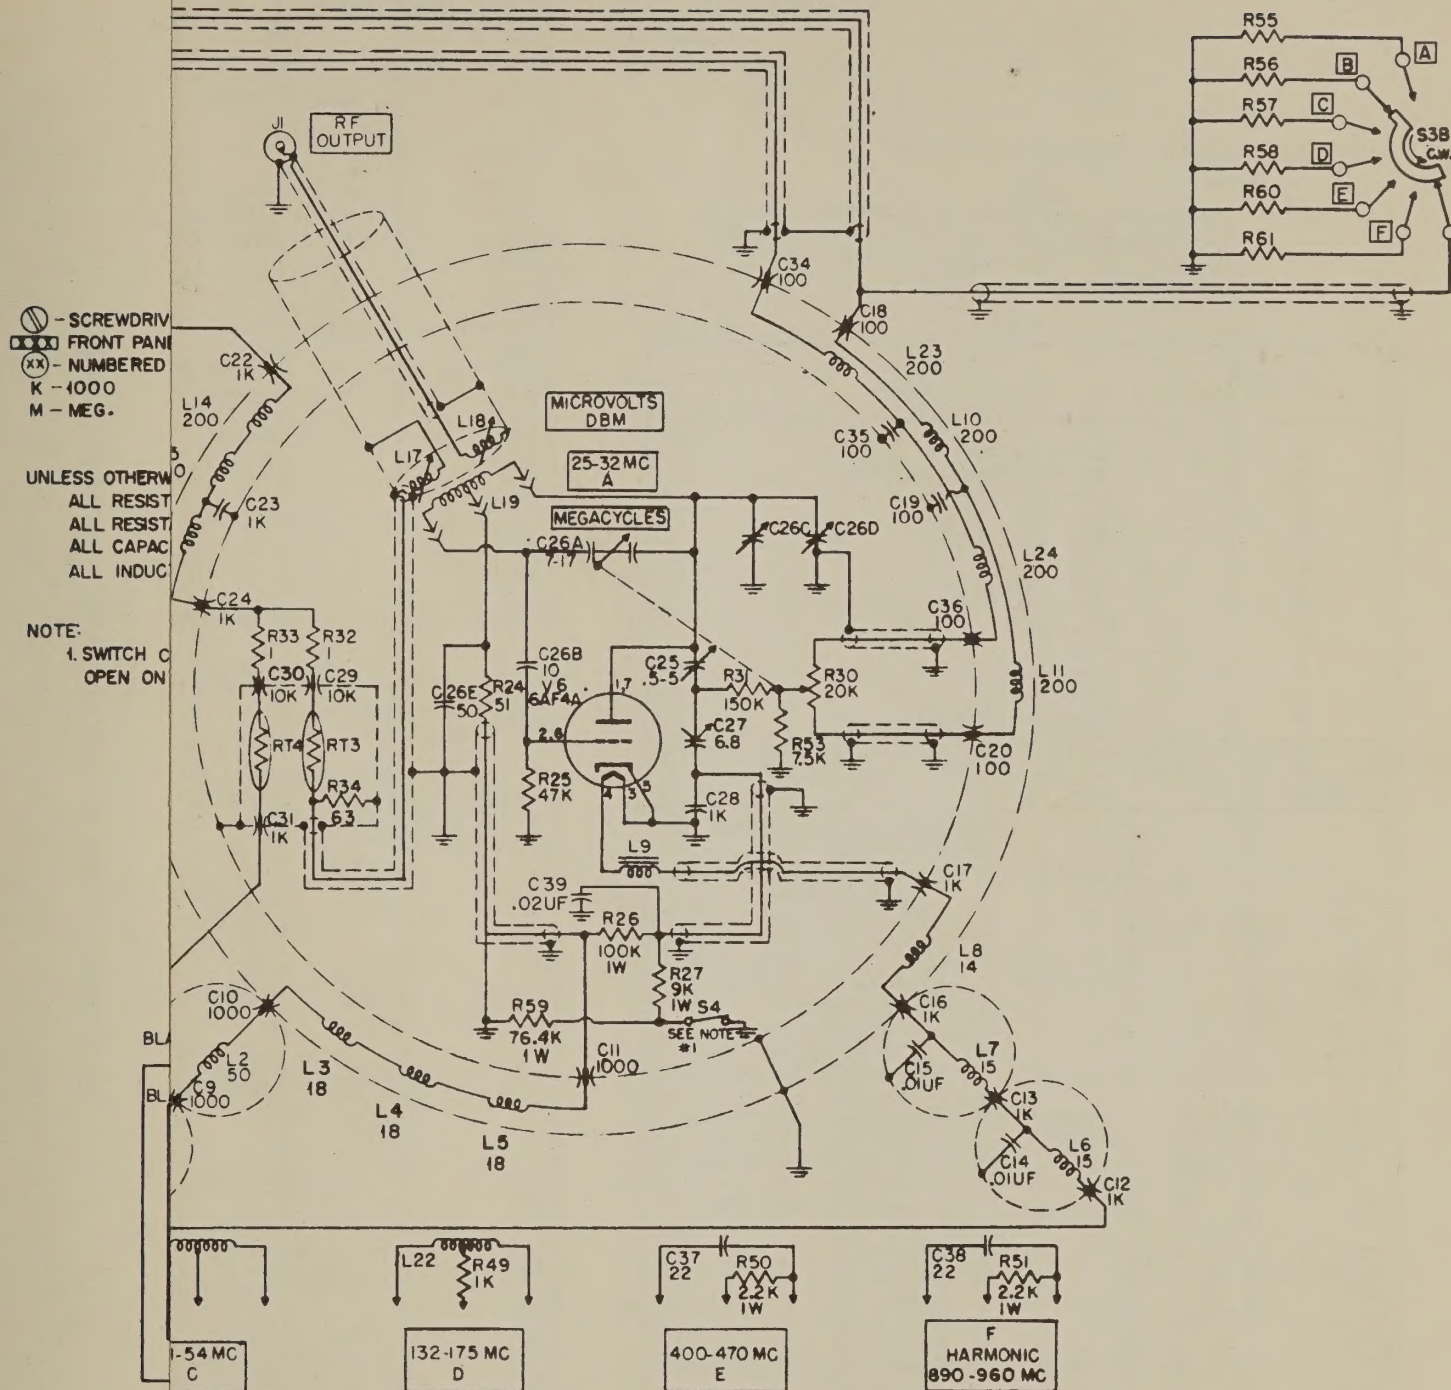 R55
A
R56
B
R57
C
S3B
C.W.
R58
D
R60
E
R61
F
J1
RF
OUTPUT
C34
100
C18
100
- SCREWDRIV
XXX FRONT PAN
XX - NUMBERED
K - 1000
M - MEG.
C22
1K
L14
200
L23
200
L18
MICROVOLTS
DBM
L10
200
C35
100
L17
25-32 MC
A
UNLESS OTHERW
ALL RESIST
ALL RESIST
ALL CAPAC
ALL INDUC
C23
1K
L19
MEGACYCLES
C19
100
C26A
7-17
C26C
C26D
L24
200
C24
1K
C36
100
NOTE:
1. SWITCH C
OPEN ON
R33
1
R32
1
C30
10K
C29
10K
C26B
10
V6
6AF4A
1,7
C25
.5-5
R31
150K
R30
20K
L11
200
C26E
50
R24
51
2,6
C27
6.8
R53
7.5K
C20
100
RT4
RT3
R34
63
C31
1K
R25
47K
4
3
5
C28
1K
L9
C17
1K
C39
.02UF
R26
100K
1W
L8
14
R27
9K
1W
S4
SEE NOTE
#1
C10
1000
R59
76.4K
1W
C16
1K
C11
1000
L2
50
L3
18
C15
.01UF
L7
15
C9
1000
C13
1K
L4
18
L5
18
C14
.01UF
L6
15
C12
1K
L22
R49
1K
C37
22
R50
2.2K
1W
C38
22
R51
2.2K
1W
-54 MC
C
132-175 MC
D
400-470 MC
E
F
HARMONIC
890-960 MC